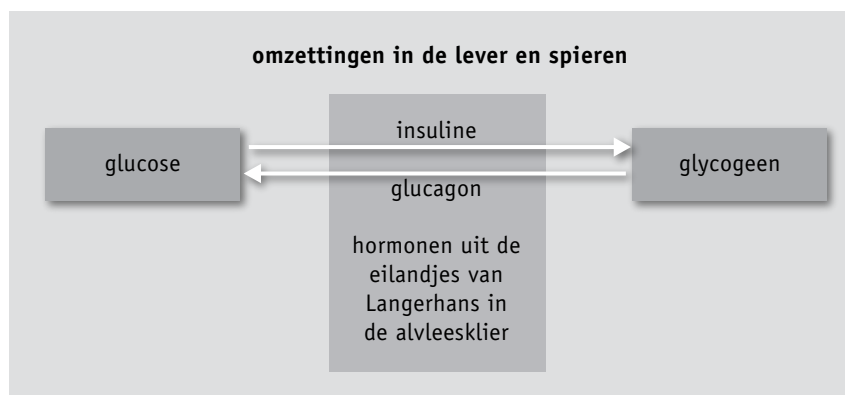 omzettingen in de lever en spieren
insuline
glucose
glycogeen
glucagon
hormonen uit de
eilandjes van
Langerhans in
de alvleesklier